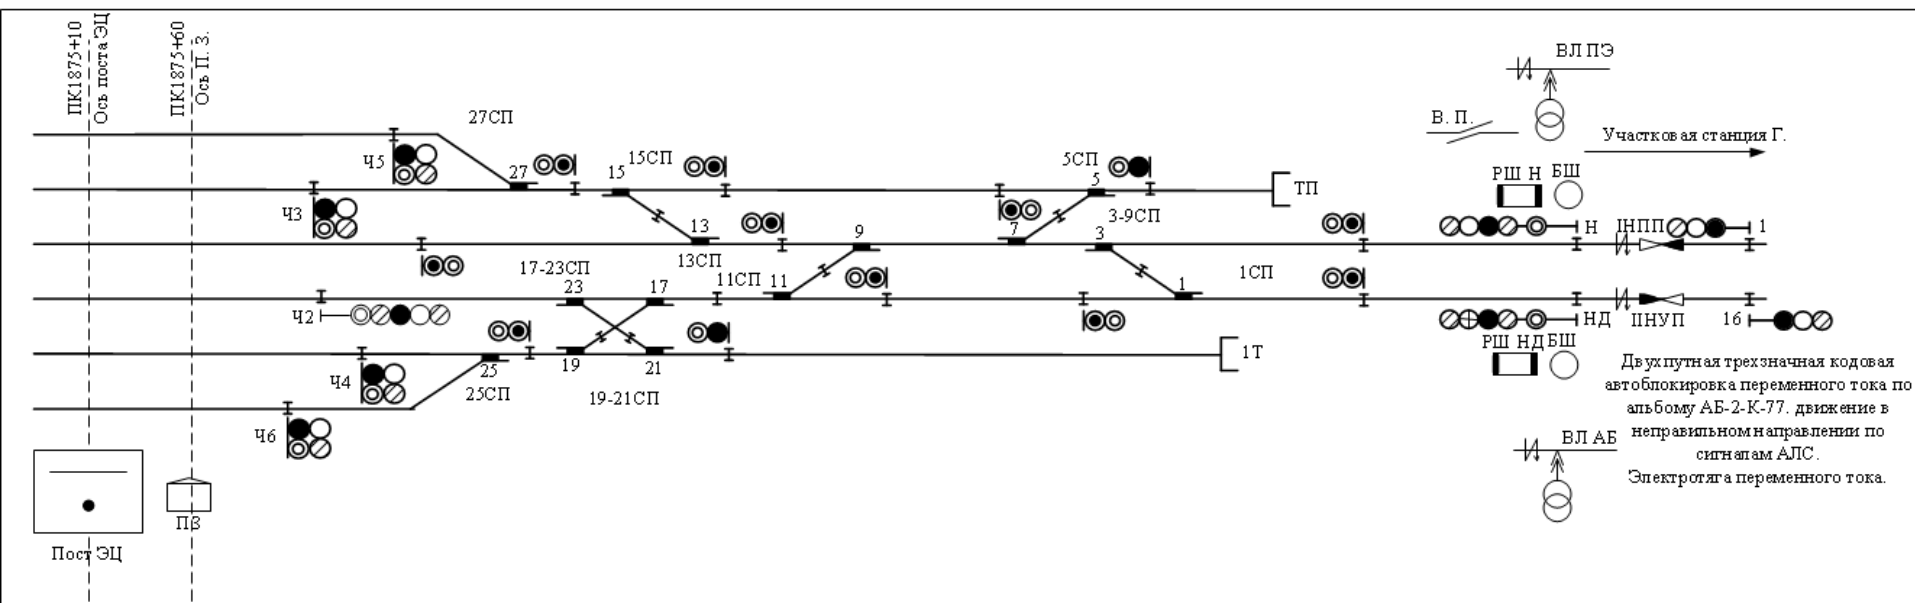 ПК1875+10
Ось поста ЭЦ
ПК1875+60
Ось П. З.
27СП
Ч5
27
15
15СП
5СП
5
ТП
Ч3
13
13СП
9
7
3-9СП
3
17-23СП
23
17
11СП
11
1СП
1
Ч2
Ч4
25
25СП
19
21
19-21СП
1Т
Ч6
Пост ЭЦ
ПЗ
ВЛ ПЭ
В. П.
Участковая станция Г.
РШ Н
БШ
Н
1НПП
1
НД
ПНУП
16
РШ НД
БШ
Двухпутная трехзначная кодовая
автоблокировка переменного тока по
альбому АБ-2-К-77. движение в
неправильном направлении по
сигналам АЛС.
Электротяга переменного тока.
ВЛ АБ